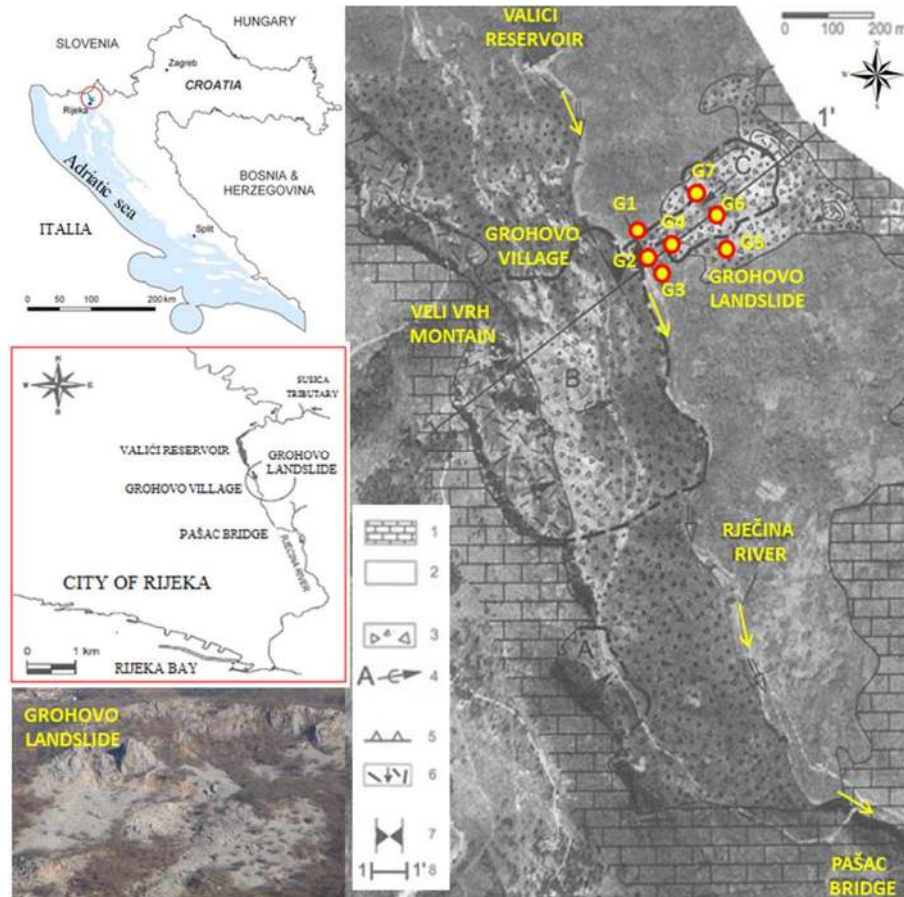 HUNGARY
SLOVENIA
Zagreb
CROATIA
Rijeka
BOSNIA &
HERZEGOVINA
Adriatic sea
ITALIA
Split
0 100 200 km
N
W E
S
SUŠICA
TRIBUTARY
VALIĆI RESERVOIR
GROHOVO
LANDSLIDE
GROHOVO VILLAGE
PAŠAC BRIDGE
RJEČINA RIVER
CITY OF RIJEKA
0 1 km
RIJEKA BAY
GROHOVO
LANDSLIDE
VALICI
RESERVOIR
0 100 200 m
N
W E
S
1'
C
G7
G6
G1
G4
G5
G2
G3
GROHOVO
VILLAGE
GROHOVO
LANDSLIDE
VELI VRH
MONTAIN
B
RJEČINA
RIVER
A
PAŠAC
BRIDGE
1
2
3
A 4
5
6
7
1 1' 8